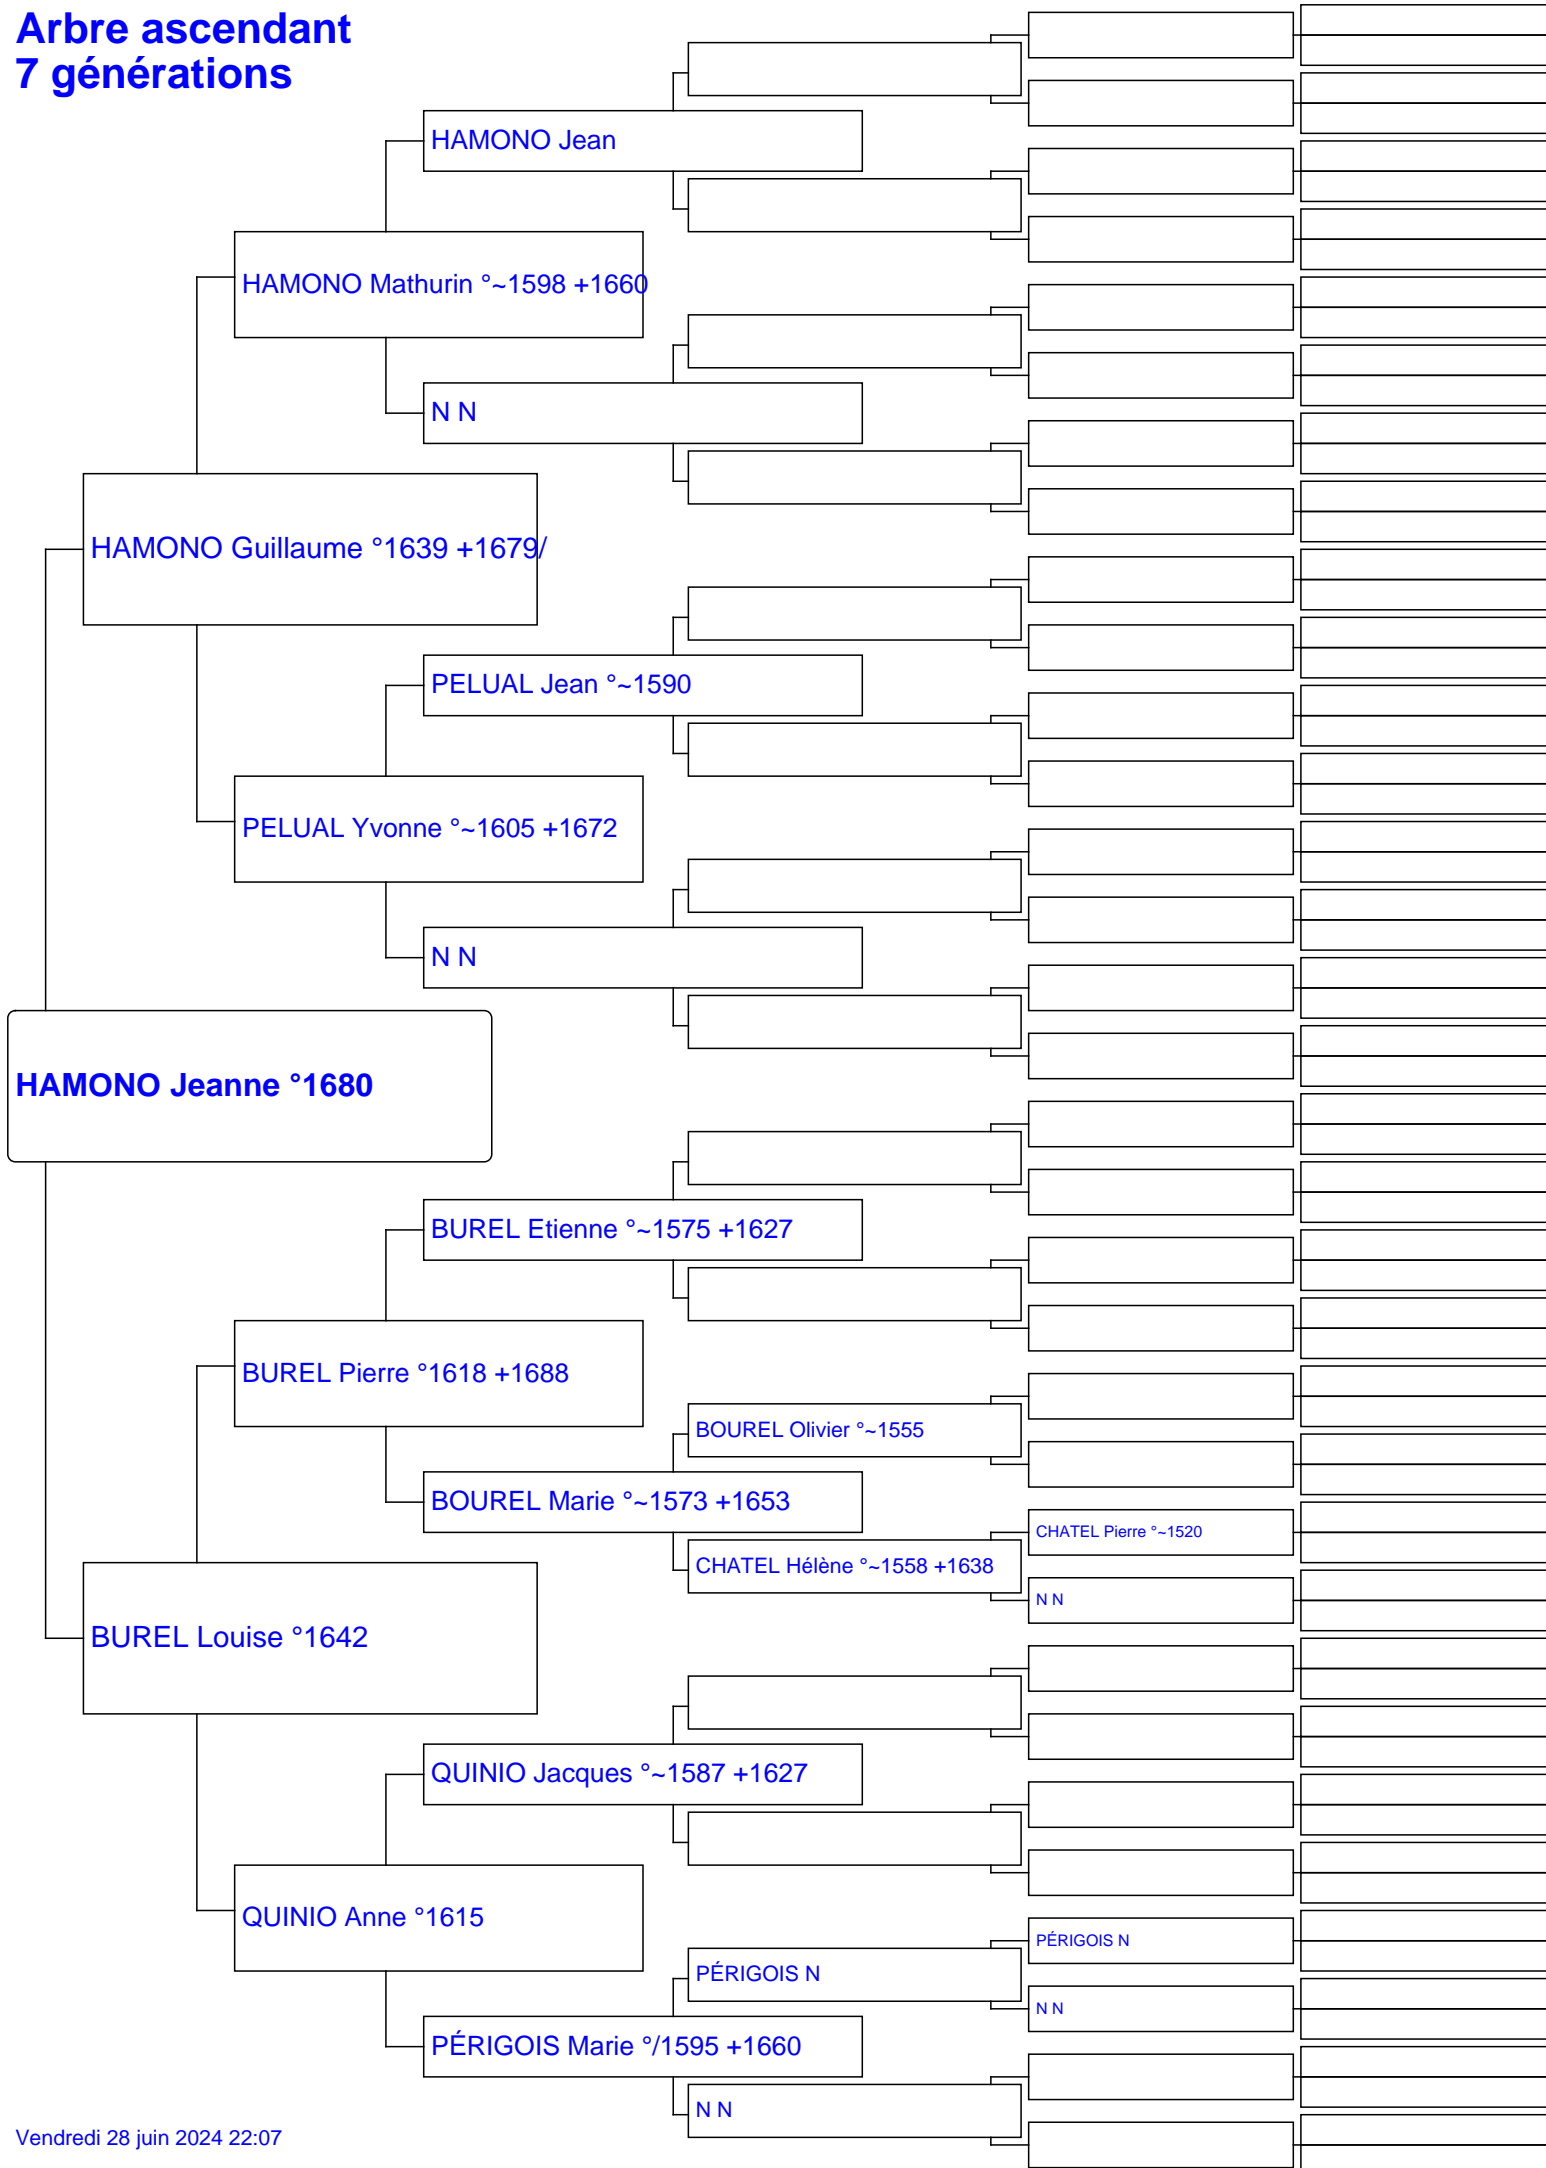 Arbre ascendant
7 générations
HAMONO Jean
HAMONO Mathurin °~1598 +1660
N N
HAMONO Guillaume °1639 +1679/
PELUAL Jean °~1590
PELUAL Yvonne °~1605 +1672
N N
HAMONO Jeanne °1680
BUREL Etienne °~1575 +1627
BUREL Pierre °1618 +1688
BOUREL Olivier °~1555
BOUREL Marie °~1573 +1653
CHATEL Pierre °~1520
CHATEL Hélène °~1558 +1638
N N
BUREL Louise °1642
QUINIO Jacques °~1587 +1627
QUINIO Anne °1615
PÉRIGOIS N
PÉRIGOIS N
N N
PÉRIGOIS Marie °/1595 +1660
N N
Vendredi 28 juin 2024 22:07